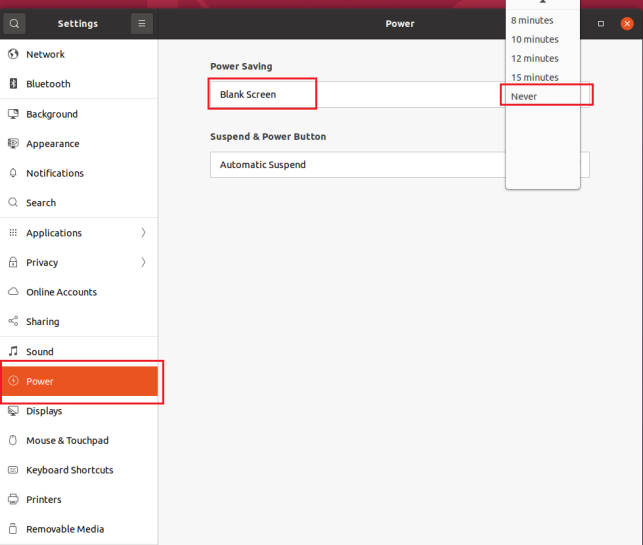 Settings
Power
Network
Bluetooth
Background
Appearance
Notifications
Search
Applications
Privacy
Online Accounts
Sharing
Sound
Power
Displays
Mouse & Touchpad
Keyboard Shortcuts
Printers
Removable Media
Power Saving
Blank Screen
Suspend & Power Button
Automatic Suspend
8 minutes
10 minutes
12 minutes
15 minutes
Never